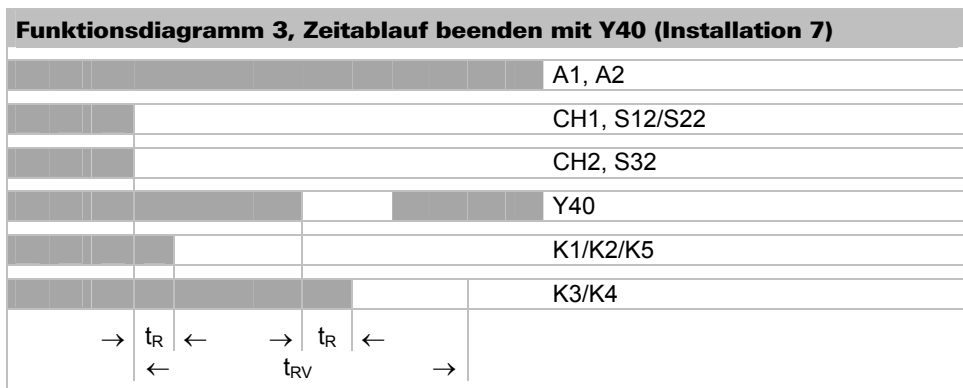 Funktionsdiagramm 3, Zeitablauf beenden mit Y40 (Installation 7)
A1, A2
CH1, S12/S22
CH2, S32
Y40
K1/K2/K5
K3/K4
→ tR ← → tR ←
← tRV →